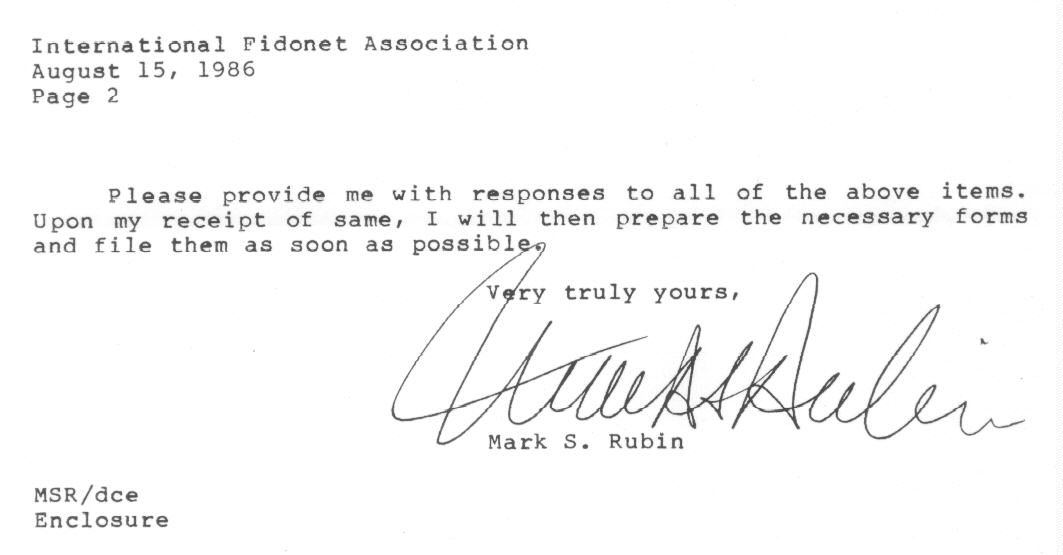 International Fidonet Association
August 15, 1986
Page 2
Please provide me with responses to all of the above items.
Upon my receipt of same, I will then prepare the necessary forms
and file them as soon as possible.
Very truly yours,
Mark S. Rubin
Mark S. Rubin
MSR/dce
Enclosure